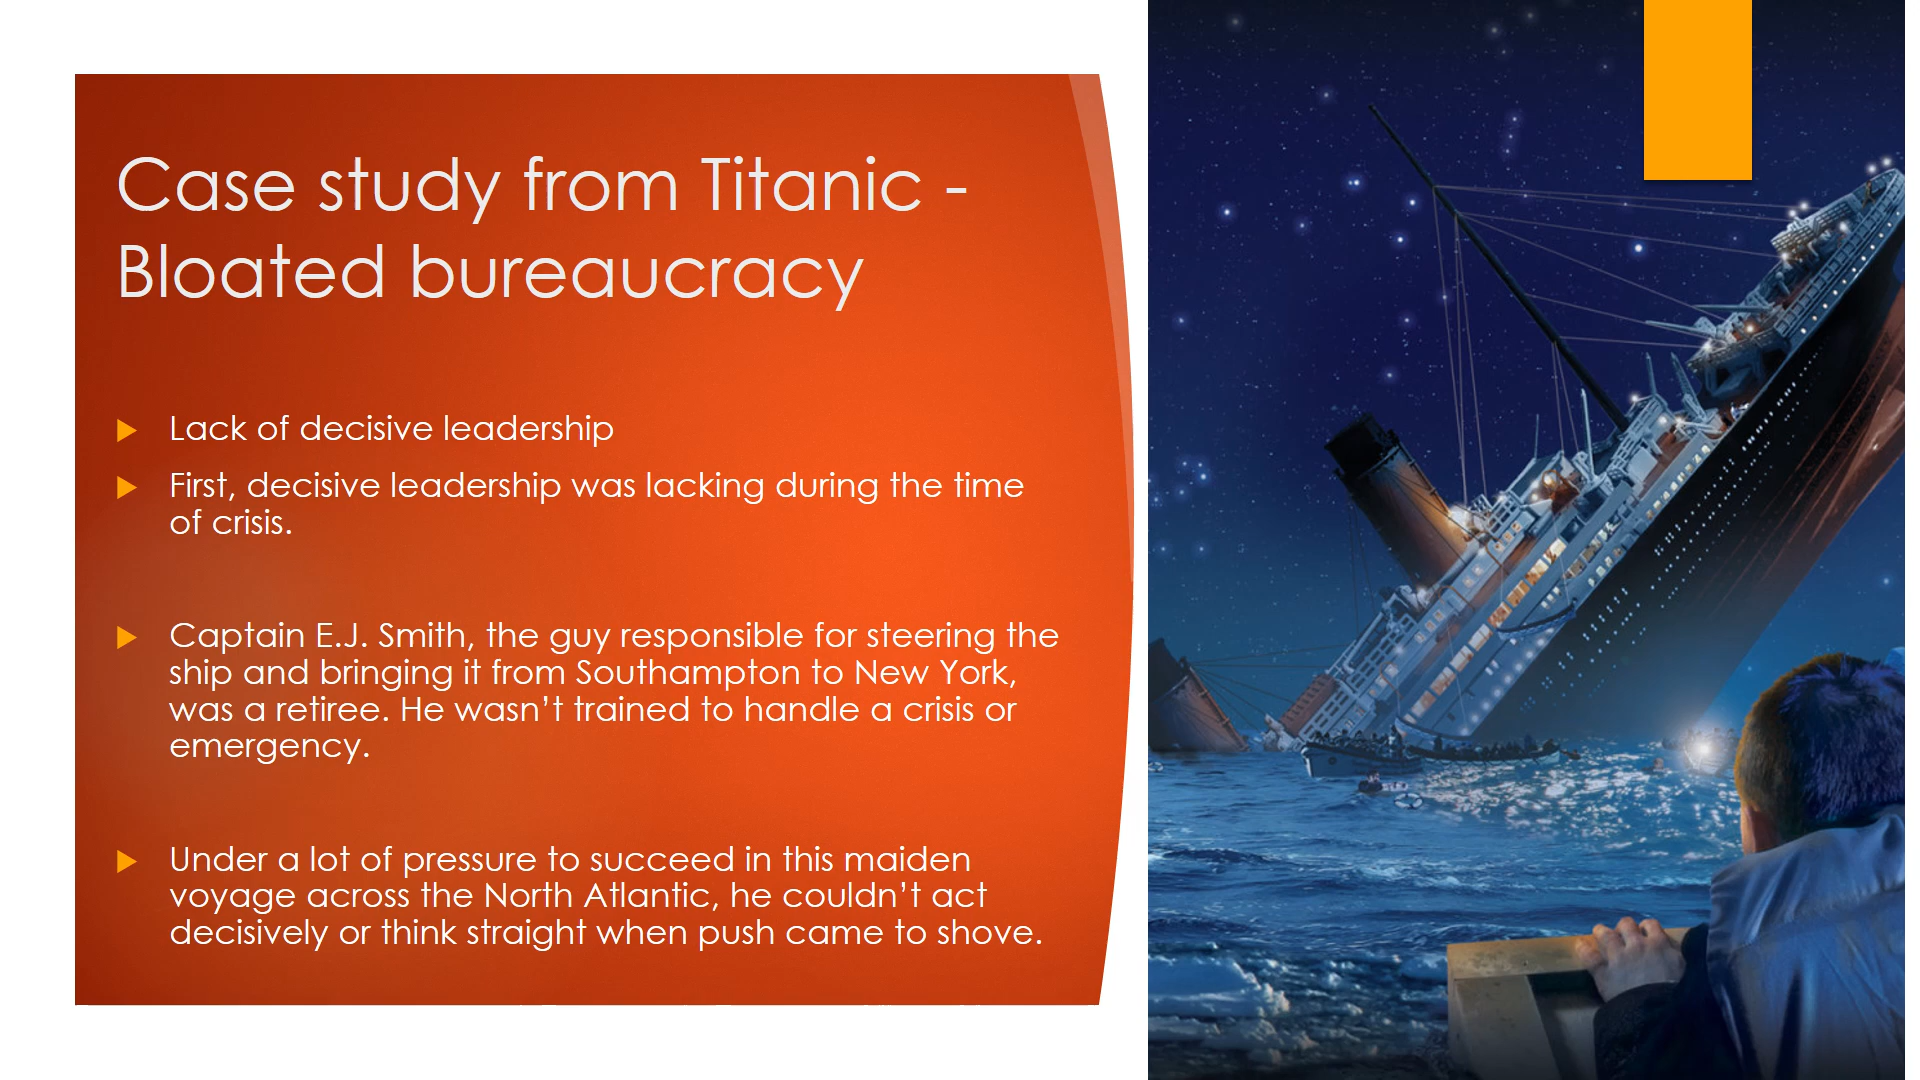 Case study from Titanic -
Bloated bureaucracy
Lack of decisive leadership
First, decisive leadership was lacking during the time
of crisis.
Captain E.J. Smith, the guy responsible for steering the
ship and bringing it from Southampton to New York,
was a retiree. He wasn’t trained to handle a crisis or
emergency.
Under a lot of pressure to succeed in this maiden
voyage across the North Atlantic, he couldn’t act
decisively or think straight when push came to shove.